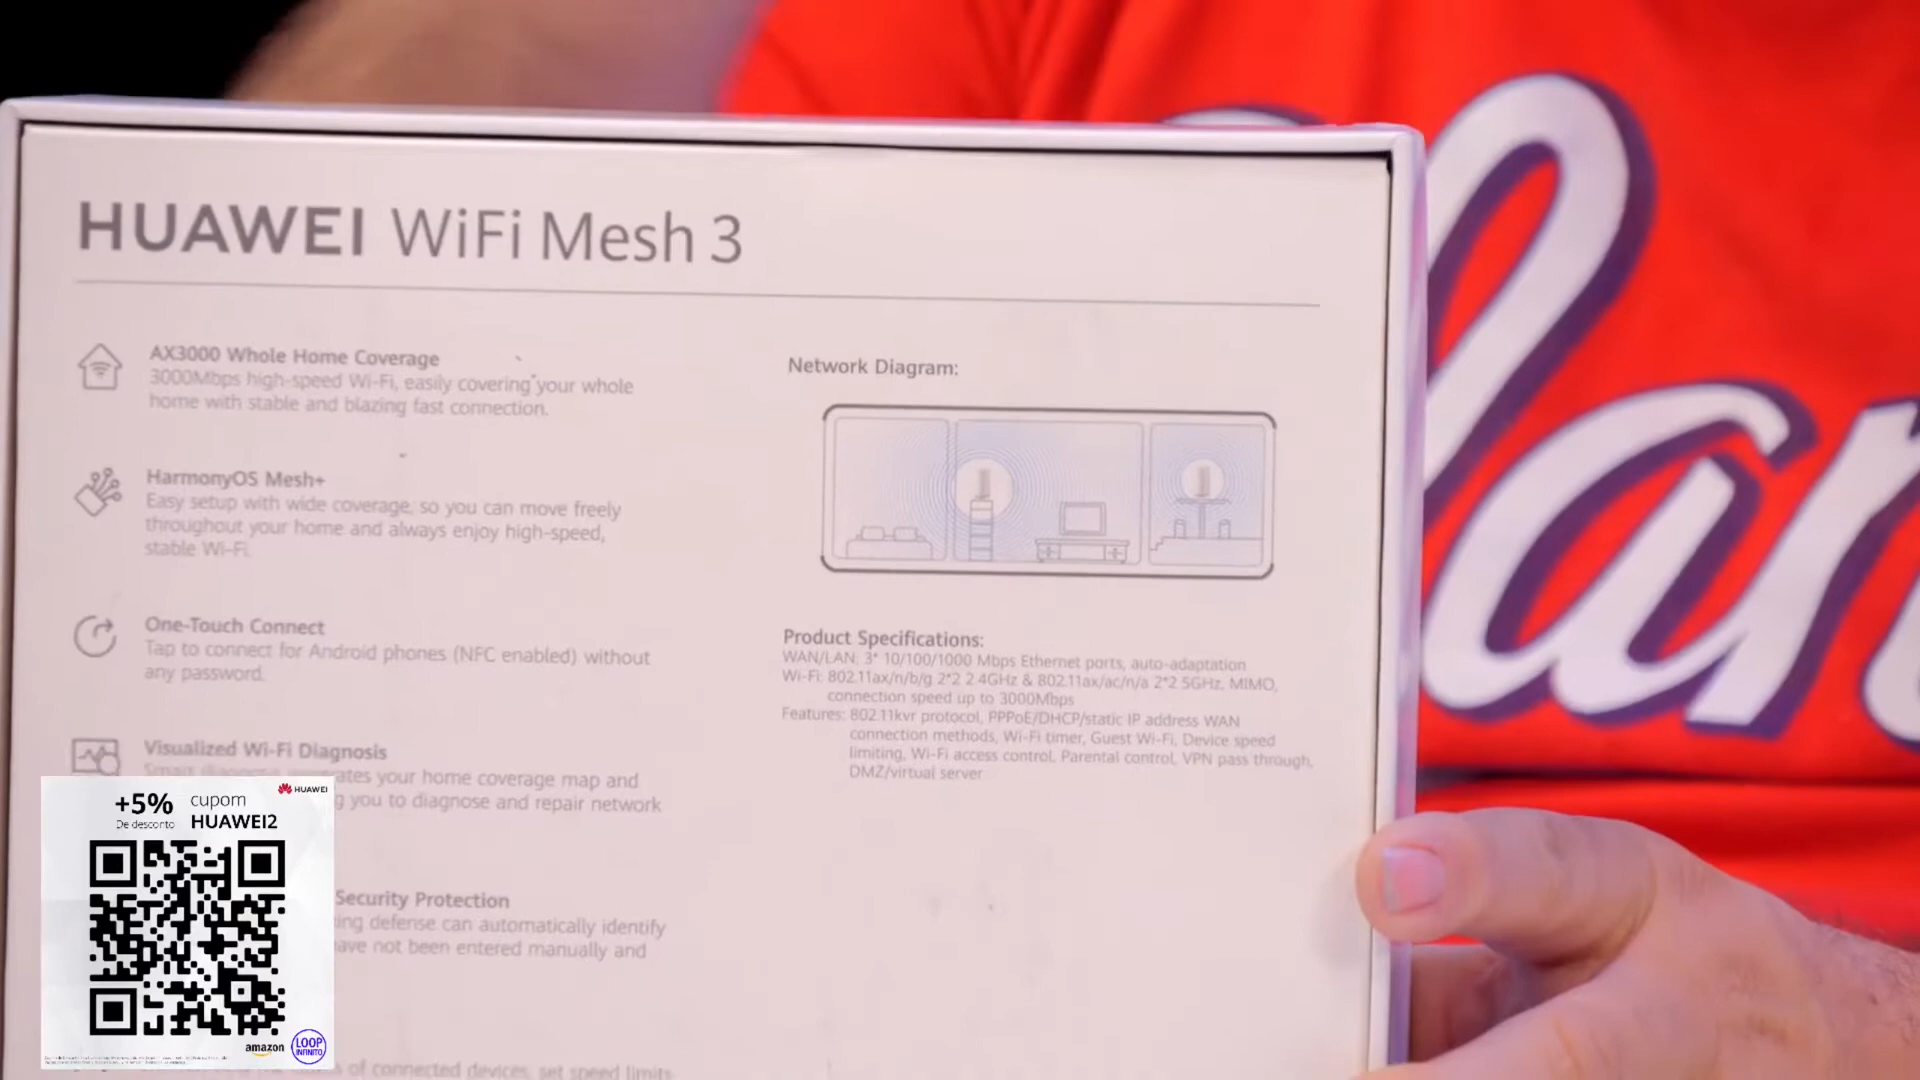 HUAWEI WiFi Mesh 3
AX3000 Whole Home Coverage
3000Mbps high-speed Wi-Fi, easily covering your whole
home with stable and blazing fast connection.
HarmonyOS Mesh+
Easy setup with wide coverage, so you can move freely
throughout your home and always enjoy high-speed,
stable Wi-Fi.
One-Touch Connect
Tap to connect for Android phones (NFC enabled) without
any password.
Visualized Wi-Fi Diagnosis
ates your home coverage map and
g you to diagnose and repair network
Security Protection
ing defense can automatically identify
ave not been entered manually and
of connected devices, set speed limits
Network Diagram:
Product Specifications:
WAN/LAN: 3* 10/100/1000 Mbps Ethernet ports, auto-adaptation
Wi-Fi: 802.11ax/n/b/g 2*2 2.4GHz & 802.11ax/ac/n/a 2*2 5GHz, MIMO,
connection speed up to 3000Mbps
Features: 802.11kvr protocol, PPPoE/DHCP/static IP address WAN
connection methods, Wi-Fi timer, Guest Wi-Fi, Device speed
limiting, Wi-Fi access control, Parental control, VPN pass through,
DMZ/virtual server
HUAWEI
+5% cupom
De desconto HUAWEI2
amazon LOOP
INFINITO